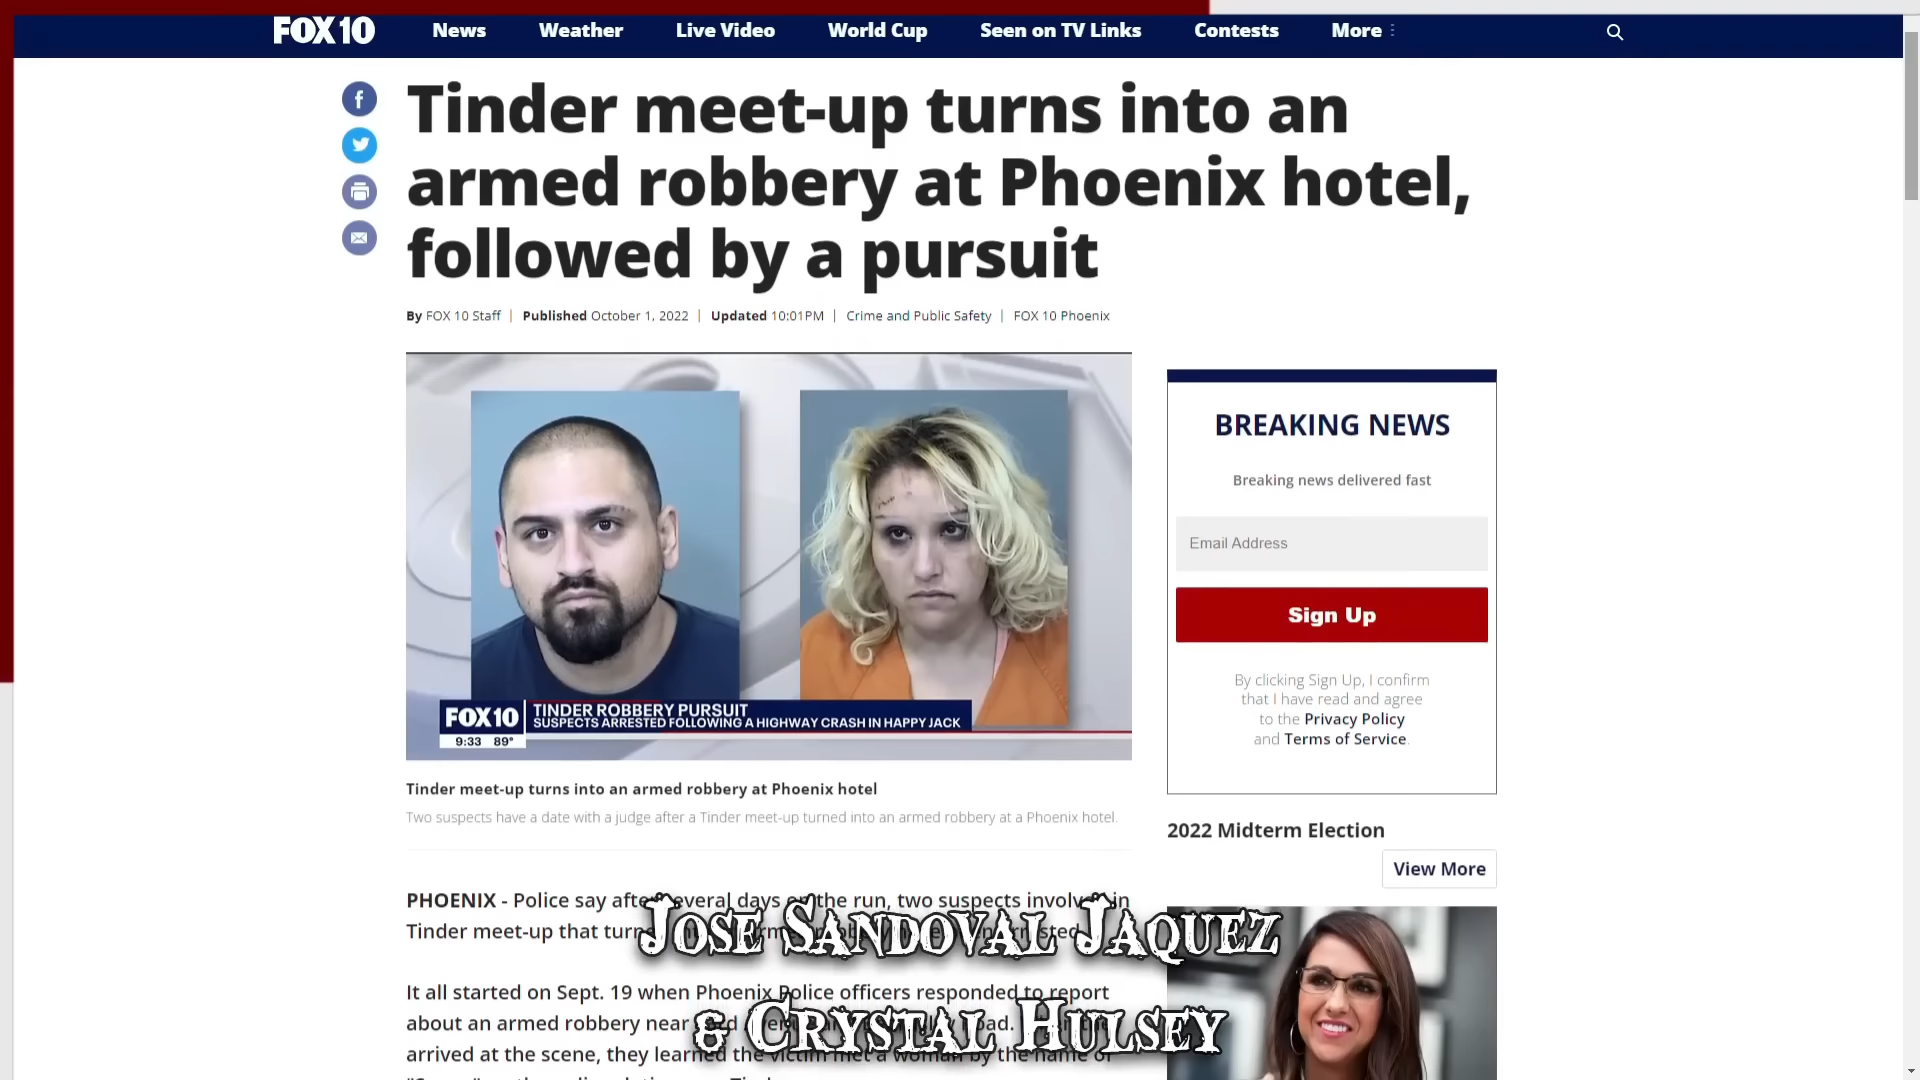 FOX 10 News Weather Live Video World Cup Seen on TV Links Contests More
Tinder meet-up turns into an
armed robbery at Phoenix hotel,
followed by a pursuit
By FOX 10 Staff | Published October 1, 2022 | Updated 10:01PM | Crime and Public Safety | FOX 10 Phoenix
FOX 10
9:33 89°
TINDER ROBBERY PURSUIT
SUSPECTS ARRESTED FOLLOWING A HIGHWAY CRASH IN HAPPY JACK
Tinder meet-up turns into an armed robbery at Phoenix hotel
Two suspects have a date with a judge after a Tinder meet-up turned into an armed robbery at a Phoenix hotel.
PHOENIX - Police say after several days on the run, two suspects involved in
Tinder meet-up that
It all started on Sept. 19 when Phoenix Police officers responded to report
about an armed robbery near Road.
arrived at the scene, they learned the victim met a woman by the name of
Jose Sandoval Jaquez
& Crystal Hulsey
BREAKING NEWS
Breaking news delivered fast
Email Address
Sign Up
By clicking Sign Up, I confirm
that I have read and agree
to the Privacy Policy
and Terms of Service.
2022 Midterm Election
View More